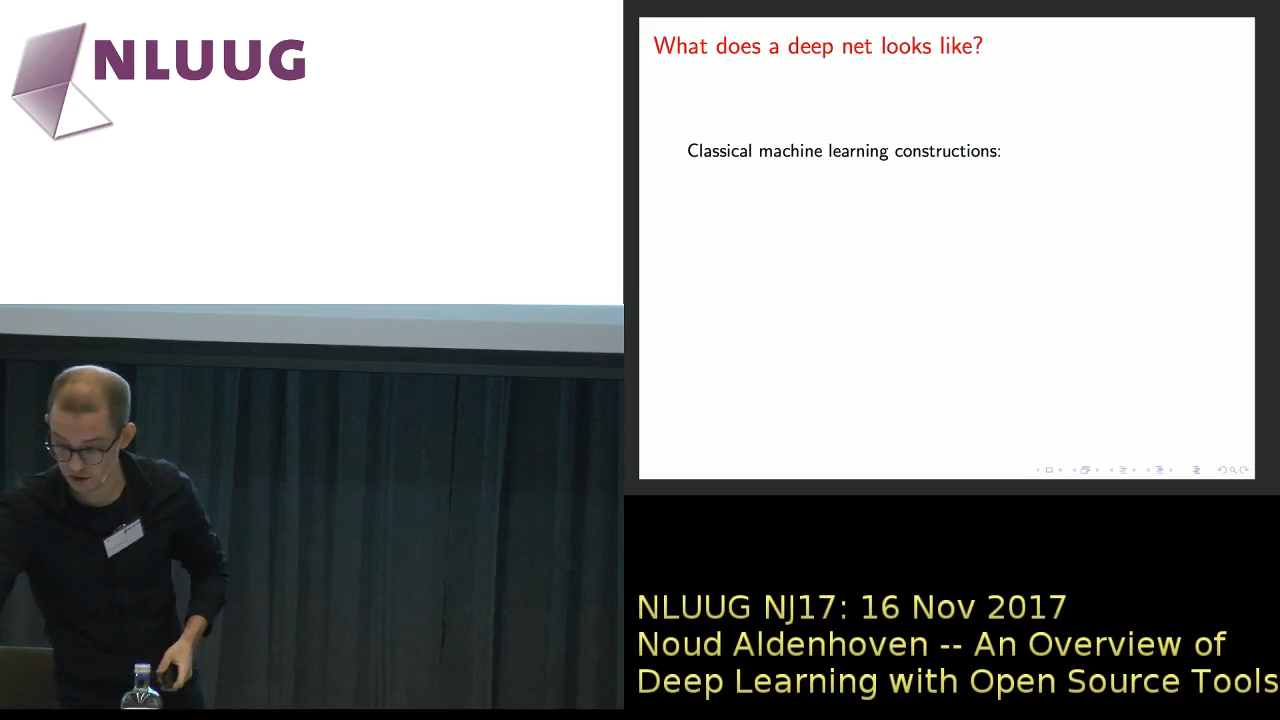 NLUUG
What does a deep net looks like?
Classical machine learning constructions:
NLUUG NJ17: 16 Nov 2017
Noud Aldenhoven -- An Overview of
Deep Learning with Open Source Tools